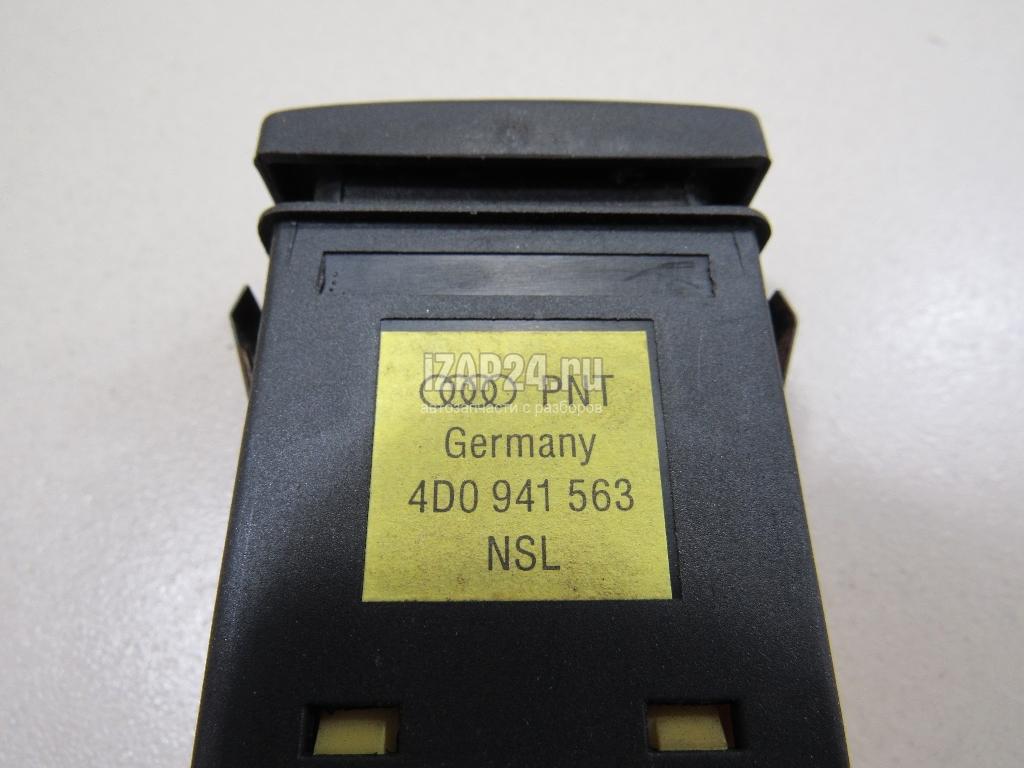 iZAP24.ru
PNT
автозапчасти с разборов
Germany
4D0 941 563
NSL